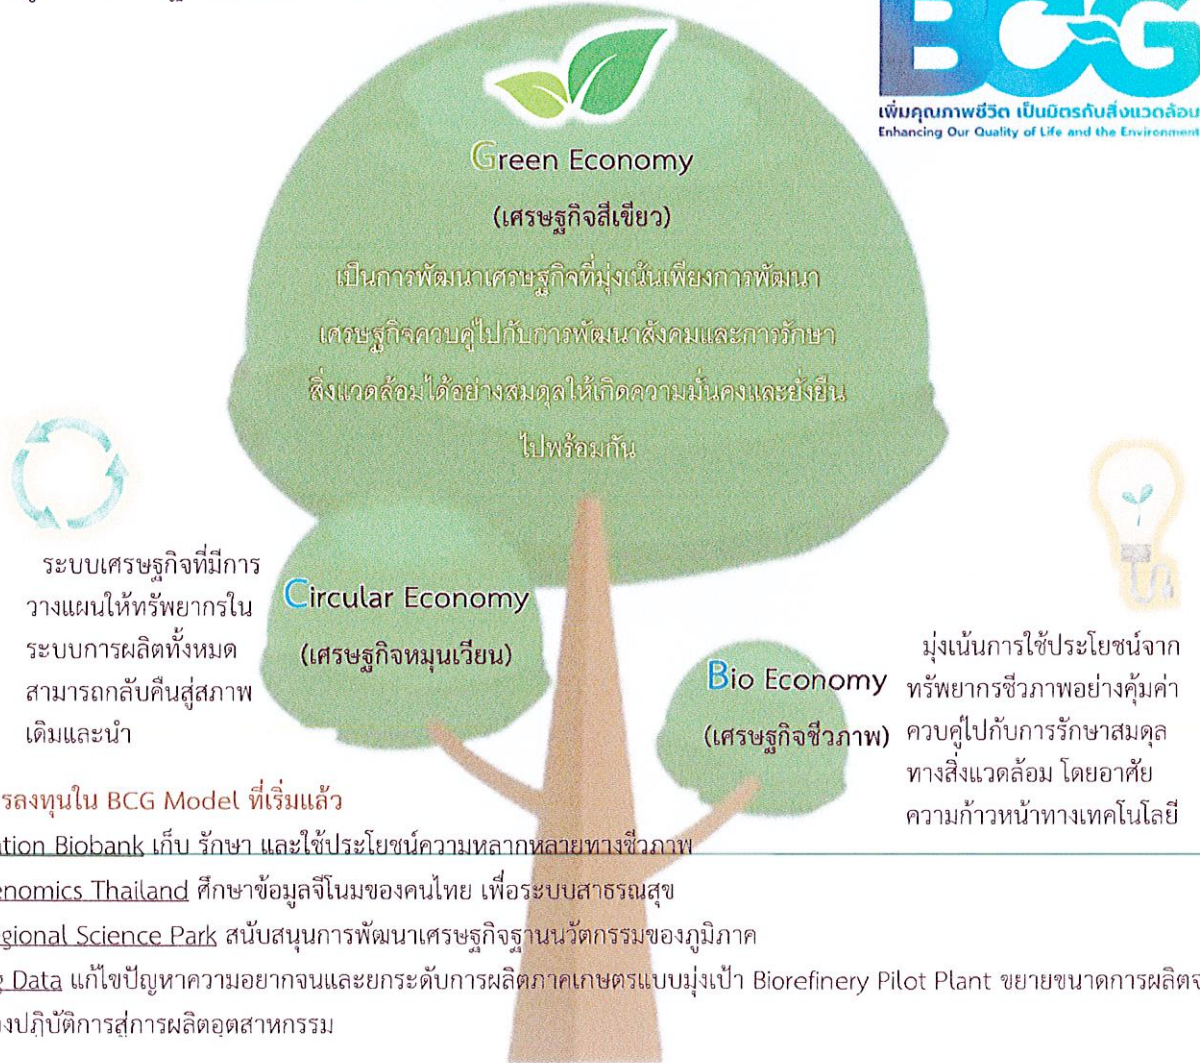 BCG
เพิ่มคุณภาพชีวิต เป็นมิตรกับสิ่งแวดล้อม
Enhancing Our Quality of Life and the Environment
Green Economy
(เศรษฐกิจสีเขียว)
เป็นการพัฒนาเศรษฐกิจที่มุ่งเน้นเพียงการพัฒนา
เศรษฐกิจควบคู่ไปกับการพัฒนาสังคมและการรักษา
สิ่งแวดล้อมได้อย่างสมดุลให้เกิดความมั่นคงและยั่งยืน
ไปพร้อมกัน
ระบบเศรษฐกิจที่มีการ
วางแผนให้ทรัพยากรใน
ระบบการผลิตทั้งหมด
สามารถกลับคืนสู่สภาพ
เดิมและนำ
Circular Economy
(เศรษฐกิจหมุนเวียน)
Bio Economy
(เศรษฐกิจชีวภาพ)
มุ่งเน้นการใช้ประโยชน์จาก
ทรัพยากรชีวภาพอย่างคุ้มค่า
ควบคู่ไปกับการรักษาสมดุล
ทางสิ่งแวดล้อม โดยอาศัย
ความก้าวหน้าทางเทคโนโลยี
รลงทุนใน BCG Model ที่เริ่มแล้ว
ation Biobank เก็บ รักษา และใช้ประโยชน์ความหลากหลายทางชีวภาพ
enomics Thailand ศึกษาข้อมูลจีโนมของคนไทย เพื่อระบบสาธรณสุข
egional Science Park สนับสนุนการพัฒนาเศรษฐกิจฐานนวัตกรรมของภูมิภาค
g Data แก้ไขปัญหาความอยากจนและยกระดับการผลิตภาคเกษตรแบบมุ่งเป้า Biorefinery Pilot Plant ขยายขนาดการผลิตจ
งปฏิบัติการสู่การผลิตอุตสาหกรรม